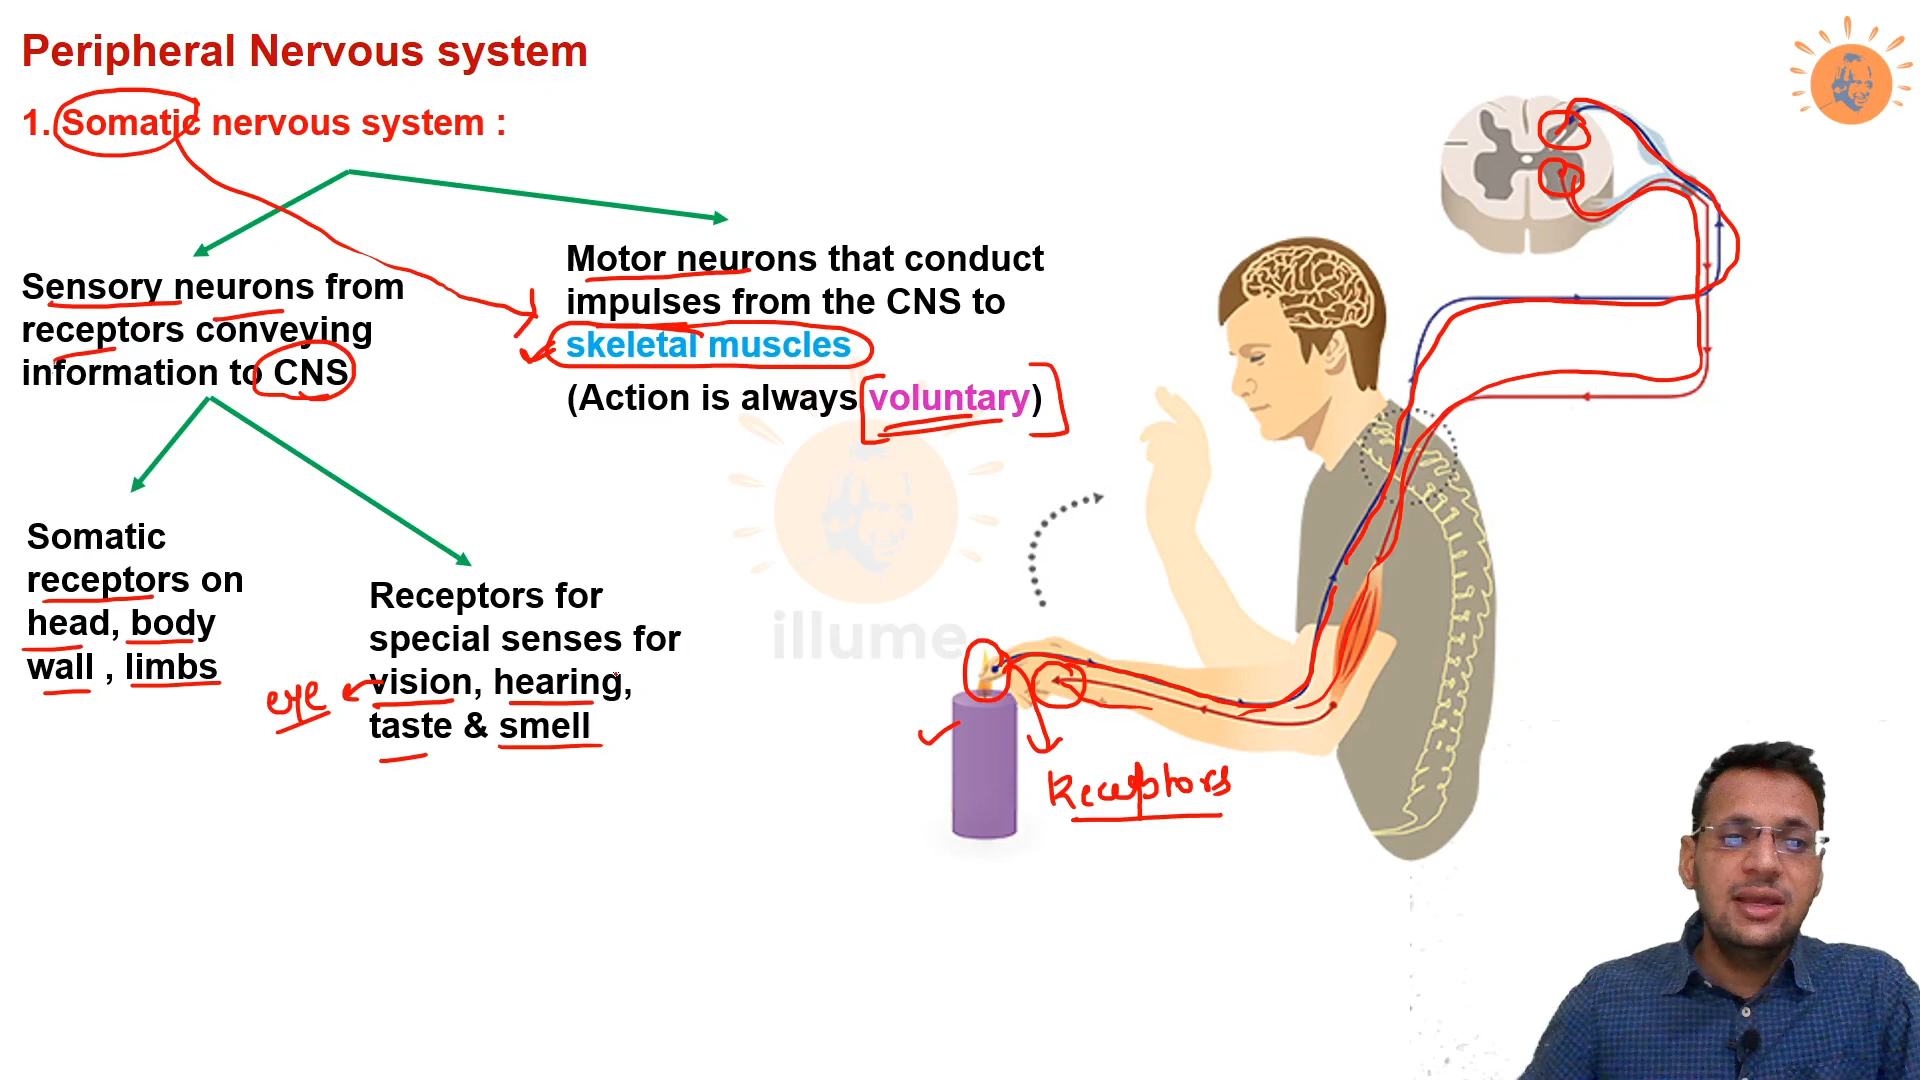 Peripheral Nervous system
1. Somatic nervous system :
Sensory neurons from
receptors conveying
information to CNS
Motor neurons that conduct
impulses from the CNS to
skeletal muscles
(Action is always voluntary)
Somatic
receptors on
head, body
wall , limbs
Receptors for
special senses for
vision, hearing,
taste & smell
eye
Receptors
illume